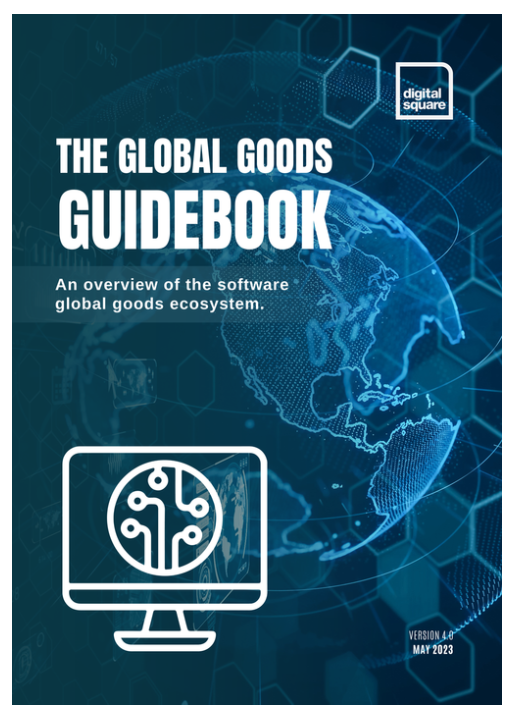 digital
square
THE GLOBAL GOODS
GUIDEBOOK
An overview of the software
global goods ecosystem.
VERSION 4.0
MAY 2023